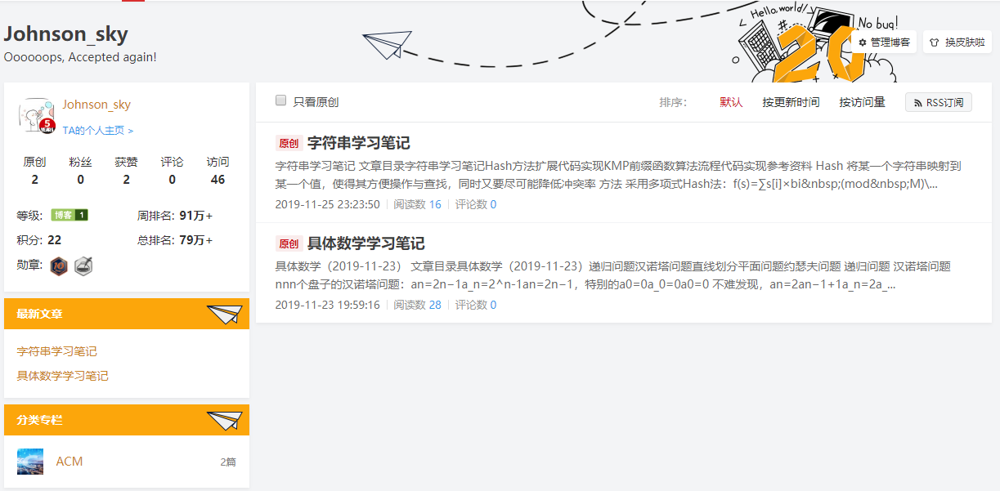 Johnson_sky
Oooooops, Accepted again!
Hello,world!
No bug!
20
管理博客
换皮肤啦
Johnson_sky
TA的个人主页 >
原创 粉丝 获赞 评论 访问
2 0 2 0 46
等级: 博客 1 周排名: 91万+
积分: 22 总排名: 79万+
勋章: 10
最新文章
字符串学习笔记
具体数学学习笔记
分类专栏
ACM 2篇
只看原创 排序: 默认 按更新时间 按访问量 RSS订阅
原创 字符串学习笔记
字符串学习笔记 文章目录字符串学习笔记Hash方法扩展代码实现KMP前缀函数算法流程代码实现参考资料 Hash 将某一个字符串映射到
某一个值，使得其方便操作与查找，同时又要尽可能降低冲突率 方法 采用多项式Hash法：f(s)=∑s[i]×bi&nbsp;(mod&nbsp;M)\...
2019-11-25 23:23:50 阅读数 16 评论数 0
原创 具体数学学习笔记
具体数学（2019-11-23） 文章目录具体数学（2019-11-23）递归问题汉诺塔问题直线划分平面问题约瑟夫问题 递归问题 汉诺塔问题
nnn个盘子的汉诺塔问题：an=2n−1a_n=2^n-1an=2n−1，特别的a0=0a_0=0a0=0 不难发现，an=2an−1+1a_n=2a_...
2019-11-23 19:59:16 阅读数 28 评论数 0